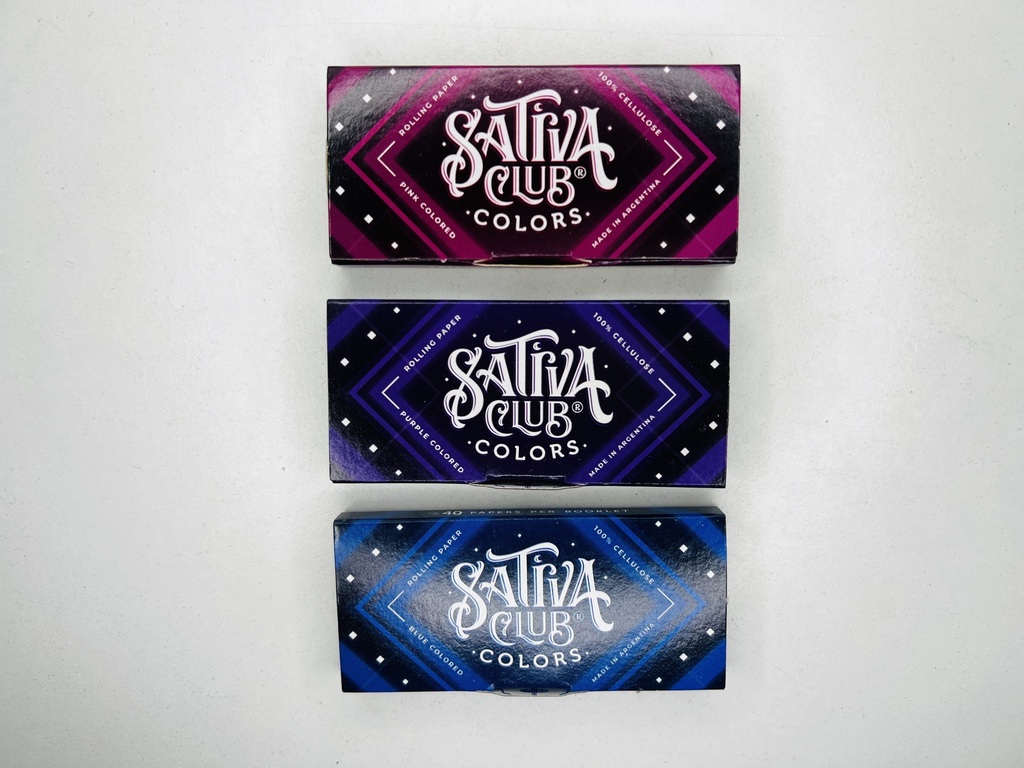 ROLLING PAPER
100% CELLULOSE
SATIVA
CLUB®
·COLORS·
PINK COLORED
MADE IN ARGENTINA
ROLLING PAPER
100% CELLULOSE
SATIVA
CLUB®
·COLORS·
PURPLE COLORED
MADE IN ARGENTINA
40 PAPERS PER BOOKLET
ROLLING PAPER
100% CELLULOSE
SATIVA
CLUB®
·COLORS·
BLUE COLORED
MADE IN ARGENTINA